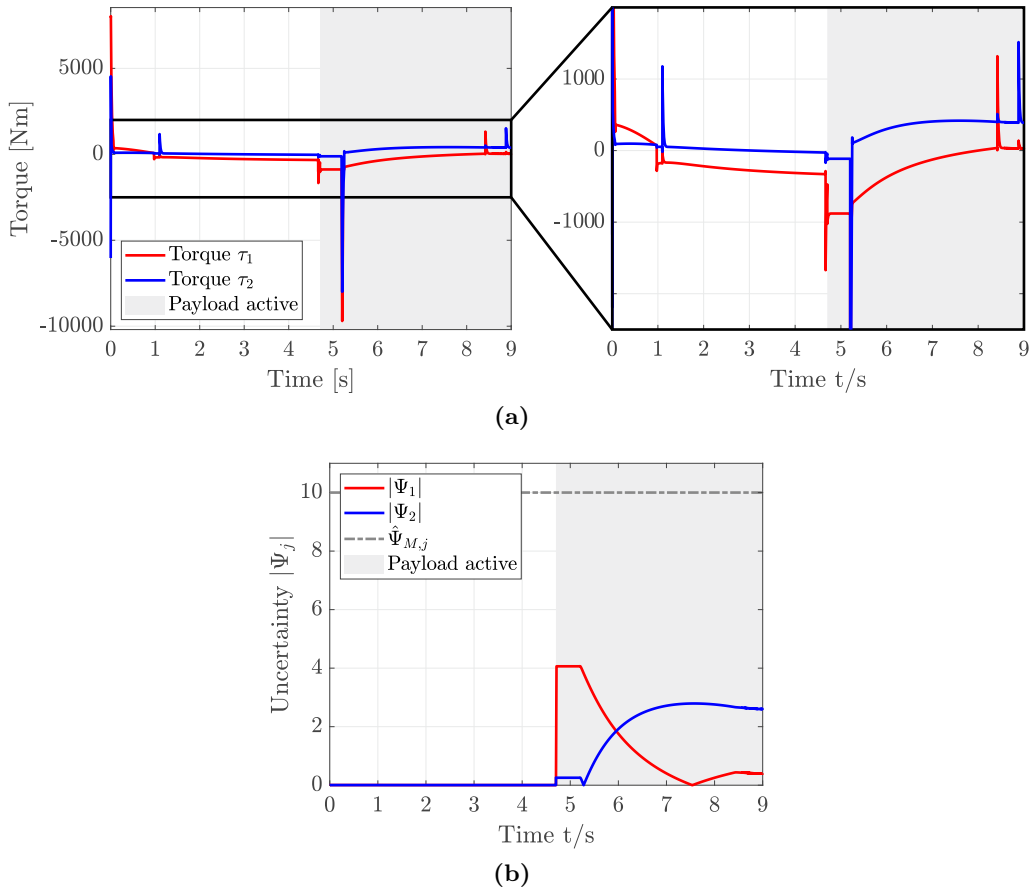 5000
0
-5000
-10000
Torque [Nm]
Torque τ1
Torque τ2
Payload active
0 1 2 3 4 5 6 7 8 9
Time [s]
1000
0
-1000
0 1 2 3 4 5 6 7 8 9
Time t/s
(a)
10
8
6
4
2
0
Uncertainty |Ψj|
|Ψ1|
|Ψ2|
Ψ̂M,j
Payload active
0 1 2 3 4 5 6 7 8 9
Time t/s
(b)